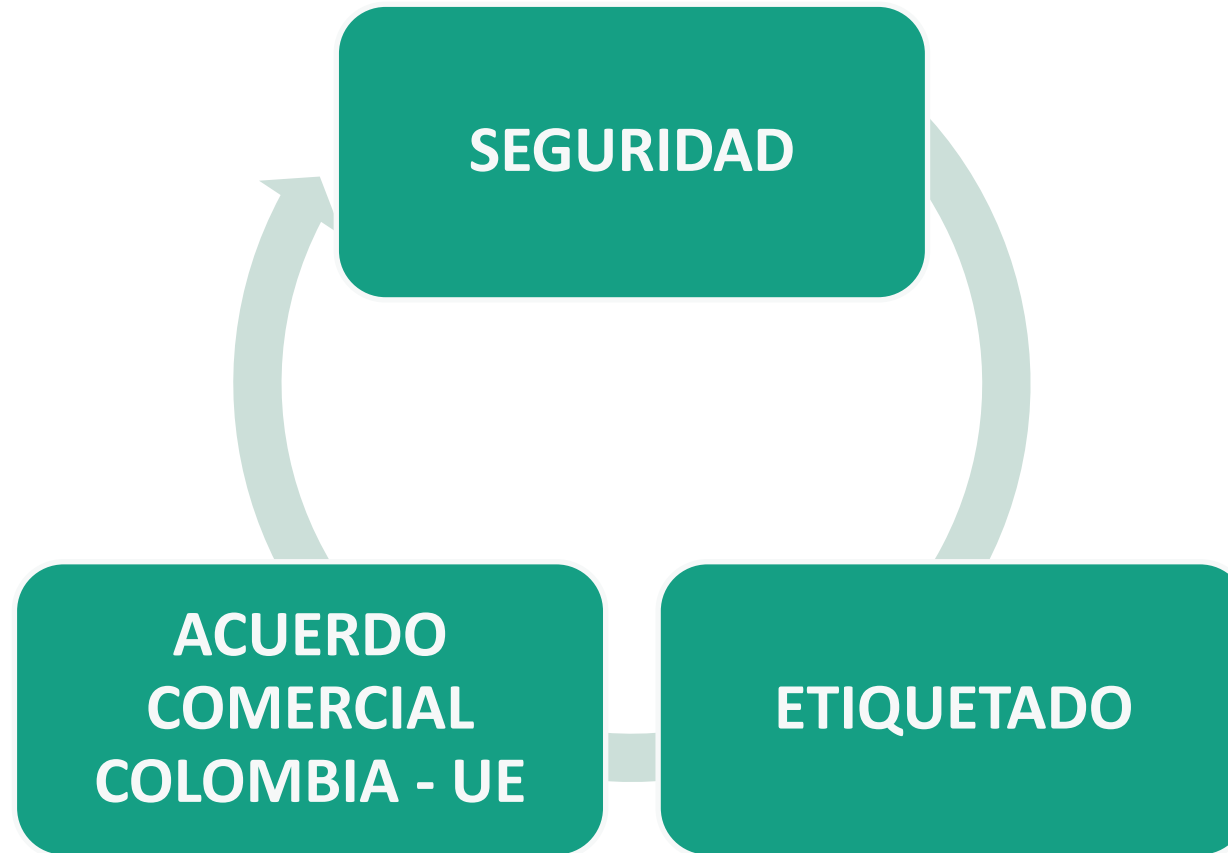 SEGURIDAD
ACUERDO
COMERCIAL
COLOMBIA - UE
ETIQUETADO